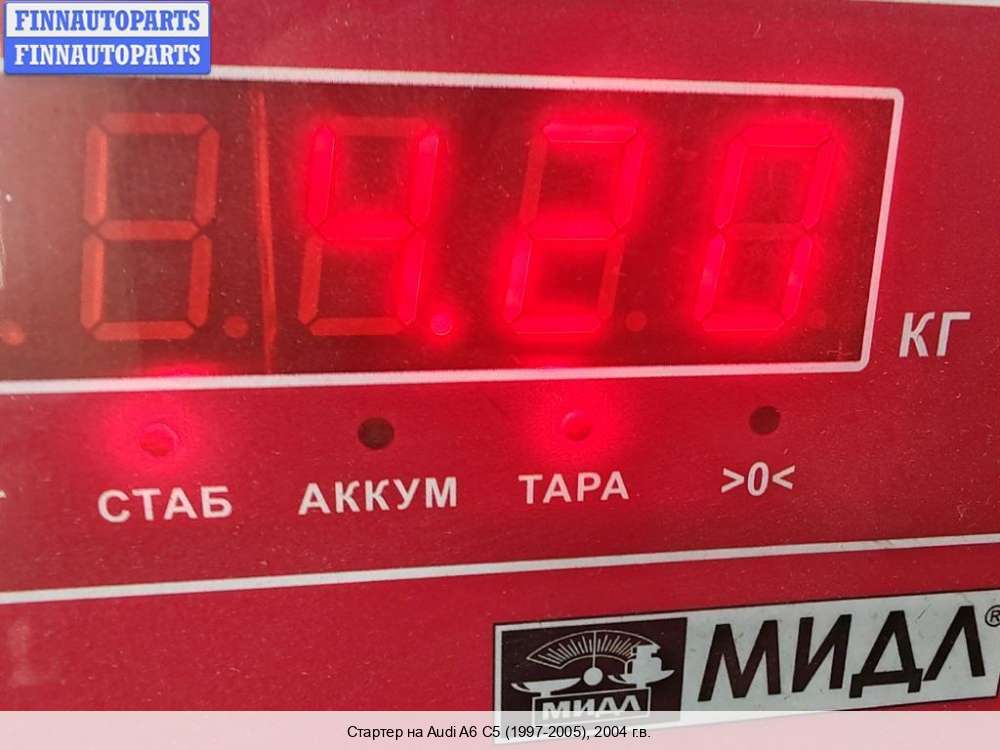 FINNAUTOPARTS
FINNAUTOPARTS
4.20
КГ
СТАБ
АККУМ
ТАРА
>0<
МИДЛ®
МИДЛ
Стартер на Audi A6 C5 (1997-2005), 2004 г.в.